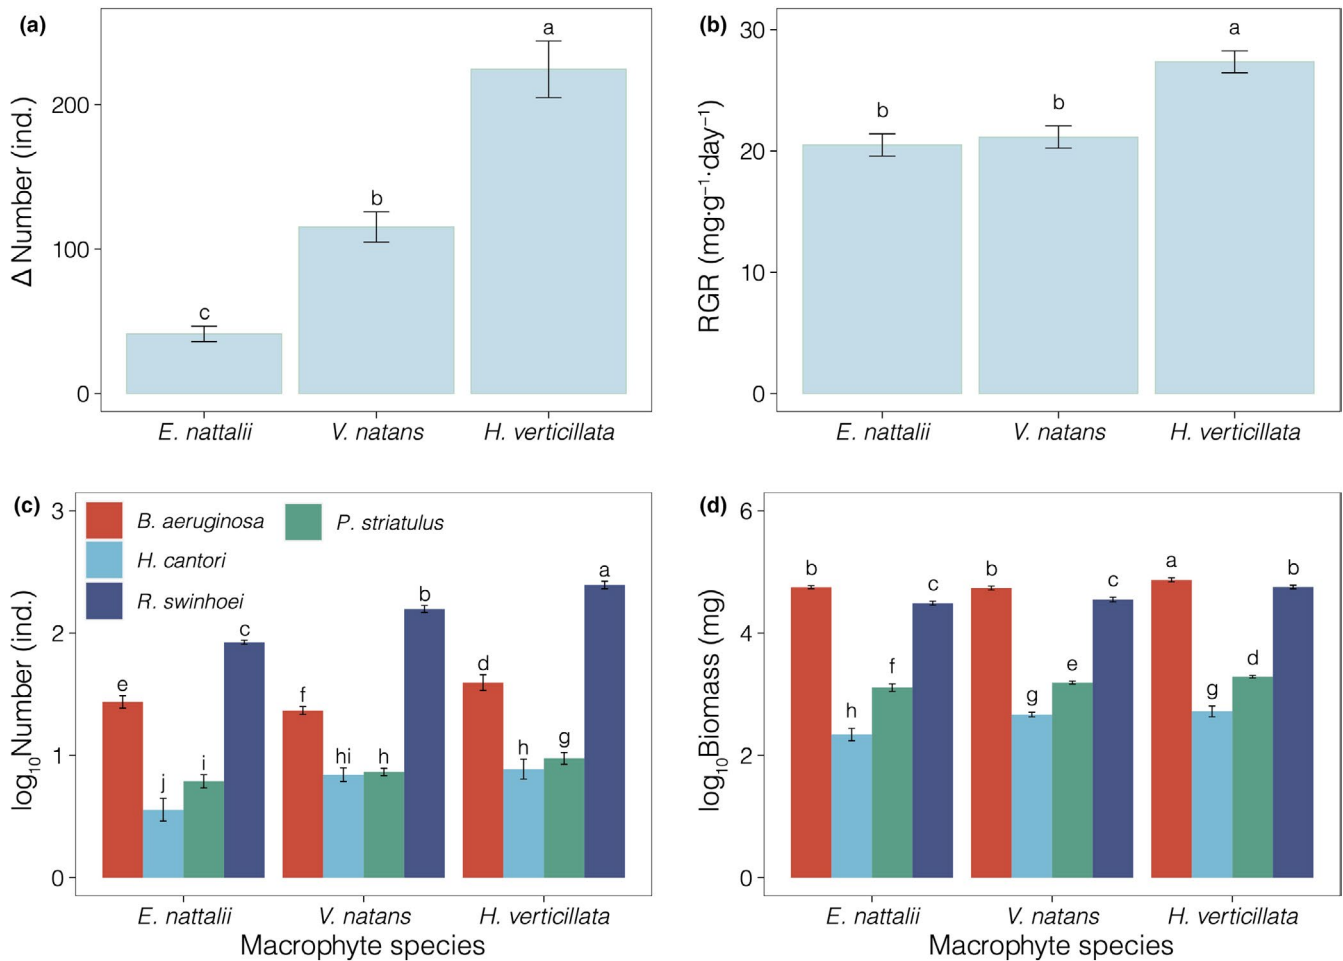 (a)
Δ Number (ind.)
200
100
0
c
b
a
E. nattalii V. natans H. verticillata
(b)
RGR (mg·g⁻¹·day⁻¹)
30
20
10
0
b
b
a
E. nattalii V. natans H. verticillata
(c)
log₁₀Number (ind.)
3
2
1
0
B. aeruginosa P. striatulus
H. cantori
R. swinhoei
e j i c
f hi h b
d h g a
E. nattalii V. natans H. verticillata
Macrophyte species
(d)
log₁₀Biomass (mg)
6
4
2
0
b h f c
b g e c
a g d b
E. nattalii V. natans H. verticillata
Macrophyte species